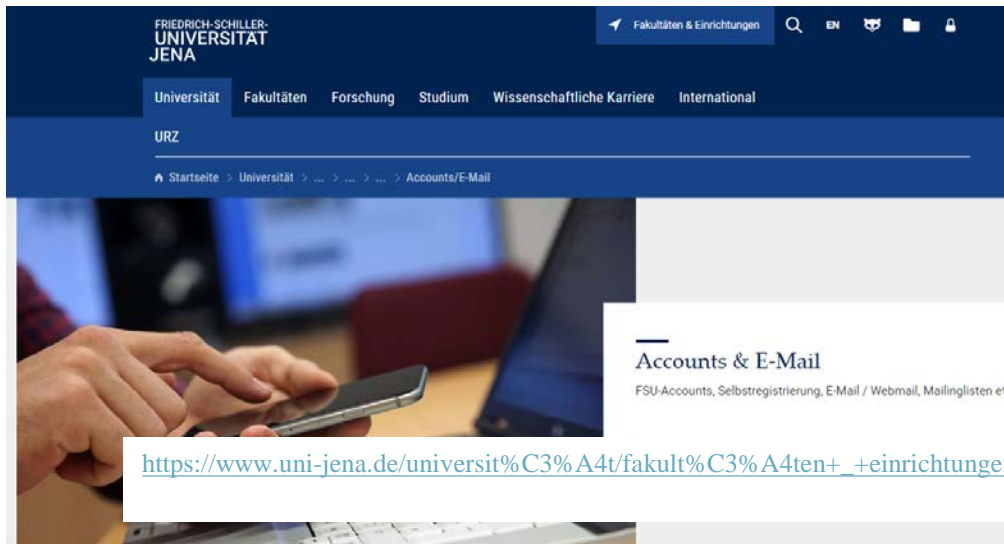 FRIEDRICH-SCHILLER-
UNIVERSITÄT
JENA
Fakultäten & Einrichtungen
EN
Universität Fakultäten Forschung Studium Wissenschaftliche Karriere International
URZ
Startseite > Universität > ... > ... > ... > Accounts/E-Mail
Accounts & E-Mail
FSU-Accounts, Selbstregistrierung, E-Mail / Webmail, Mailinglisten et
https://www.uni-jena.de/universit%C3%A4t/fakult%C3%A4ten+_+einrichtunge